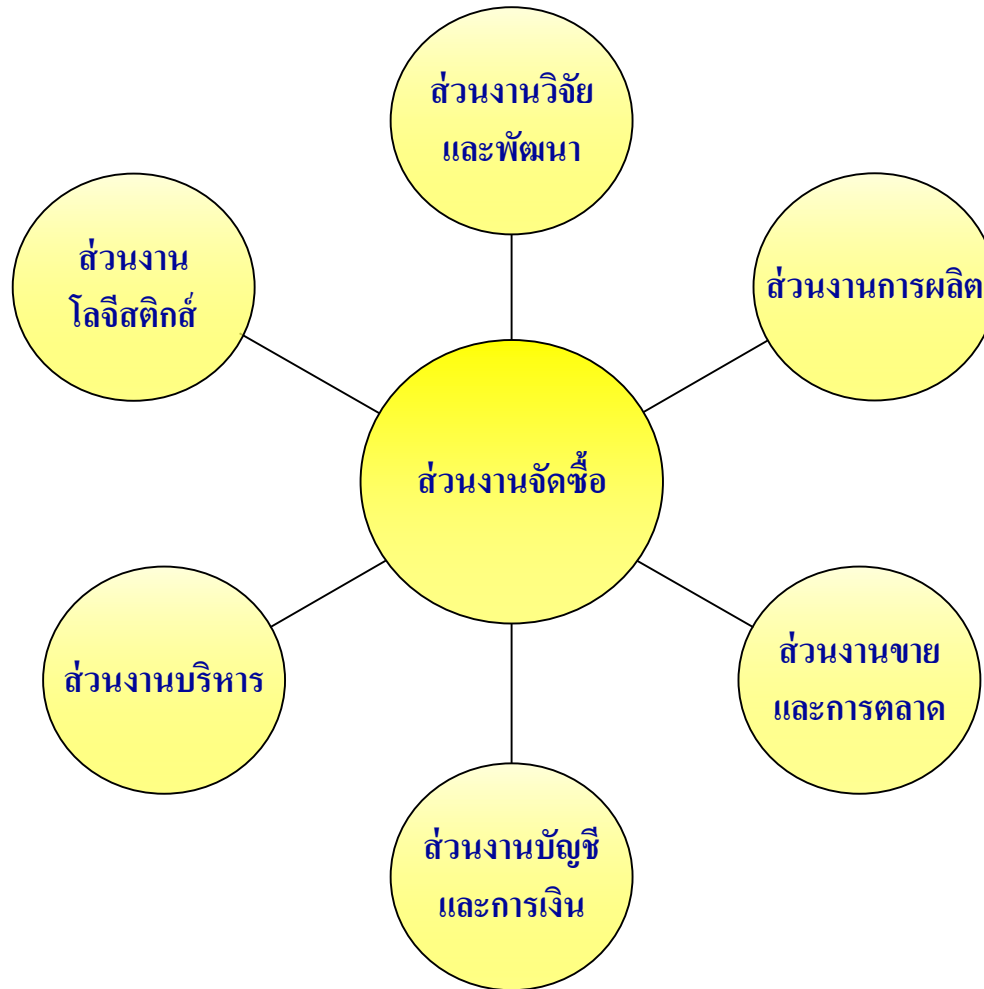 ส่วนงานวิจัย
และพัฒนา
ส่วนงาน
โลจีสติกส์
ส่วนงานการผลิต
ส่วนงานจัดซื้อ
ส่วนงานบริหาร
ส่วนงานขาย
และการตลาด
ส่วนงานบัญชี
และการเงิน